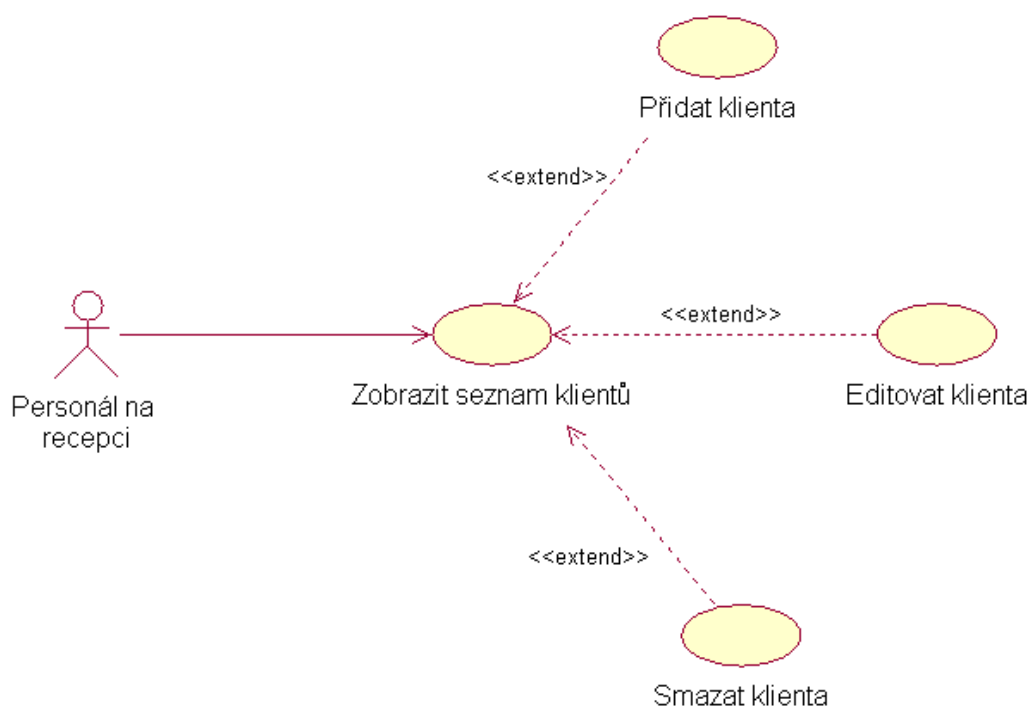 Přidat klienta
<<extend>>
<<extend>>
Zobrazit seznam klientů
Editovat klienta
Personál na
recepci
<<extend>>
Smazat klienta